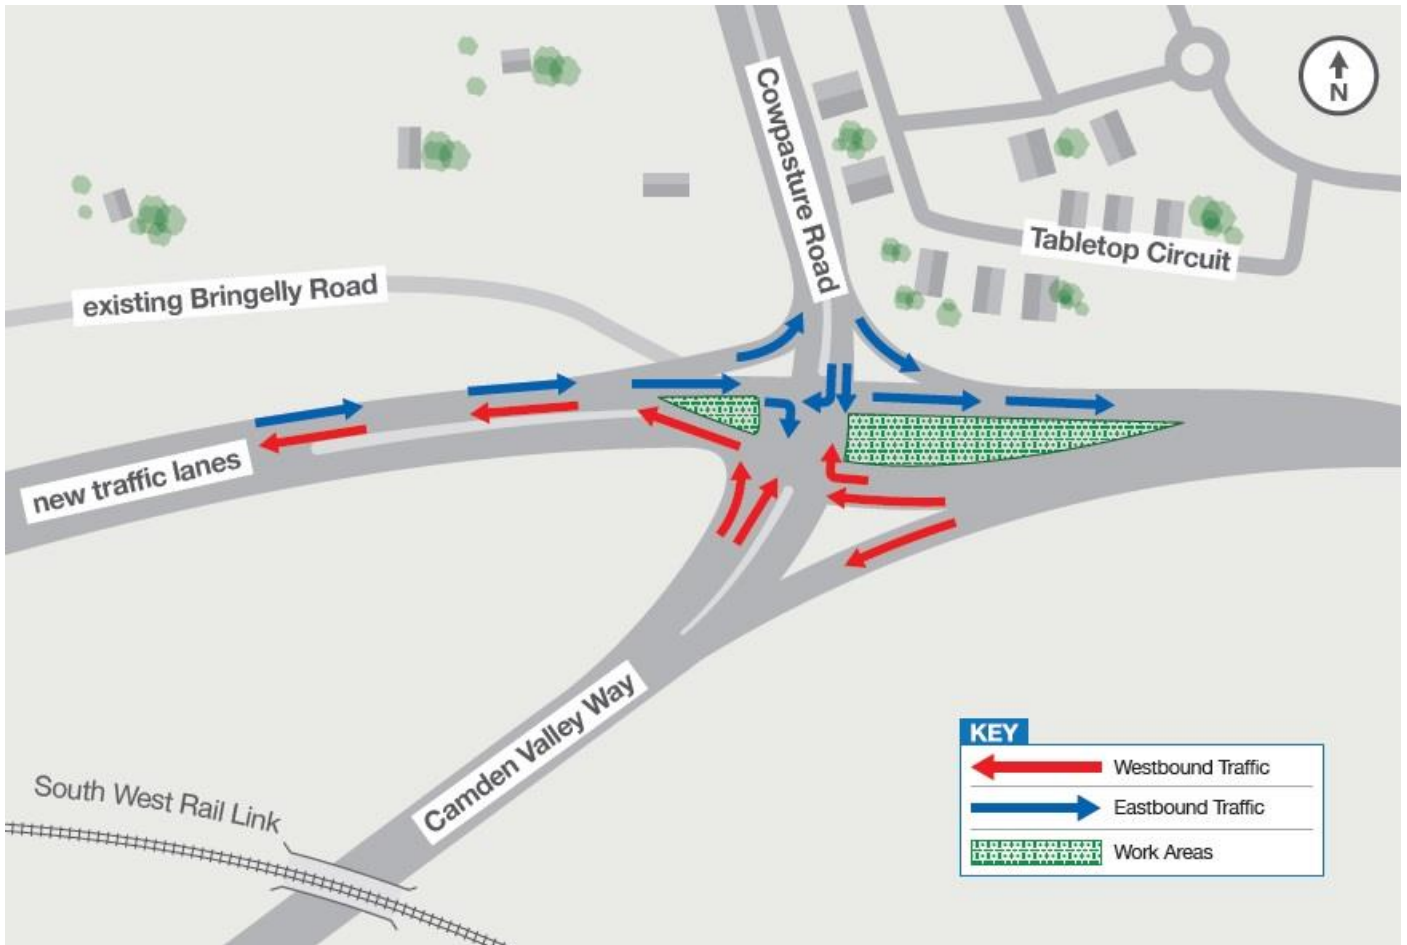 N
Cowpasture Road
Tabletop Circuit
existing Bringelly Road
new traffic lanes
Camden Valley Way
South West Rail Link
KEY
Westbound Traffic
Eastbound Traffic
Work Areas